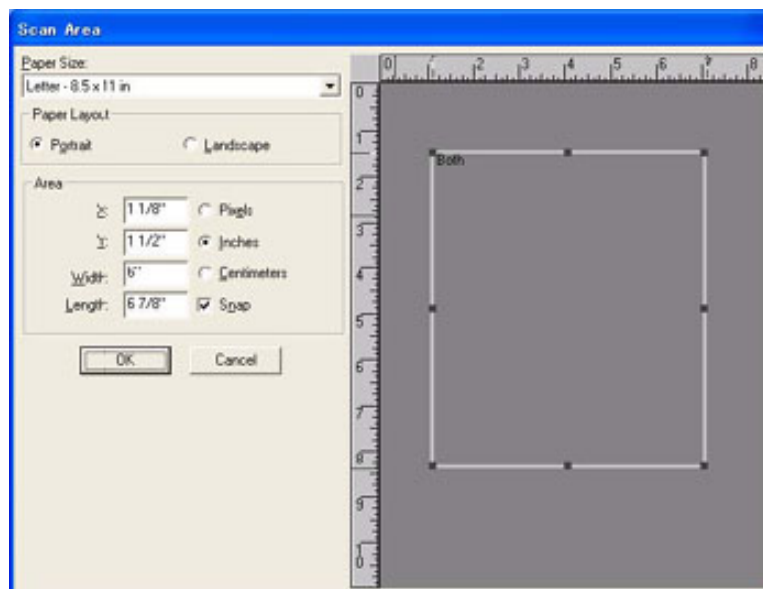 Scan Area
Paper Size:
Letter - 8.5 x 11 in
Paper Layout
Portrait
Landscape
Area
X:
1 1/8"
Pixels
Y:
1 1/2"
Inches
Width:
6"
Centimeters
Length:
6 7/8"
Snap
OK
Cancel
0 1 2 3 4 5 6 7 8
0
1
2
3
4
5
6
7
8
9
10
Both